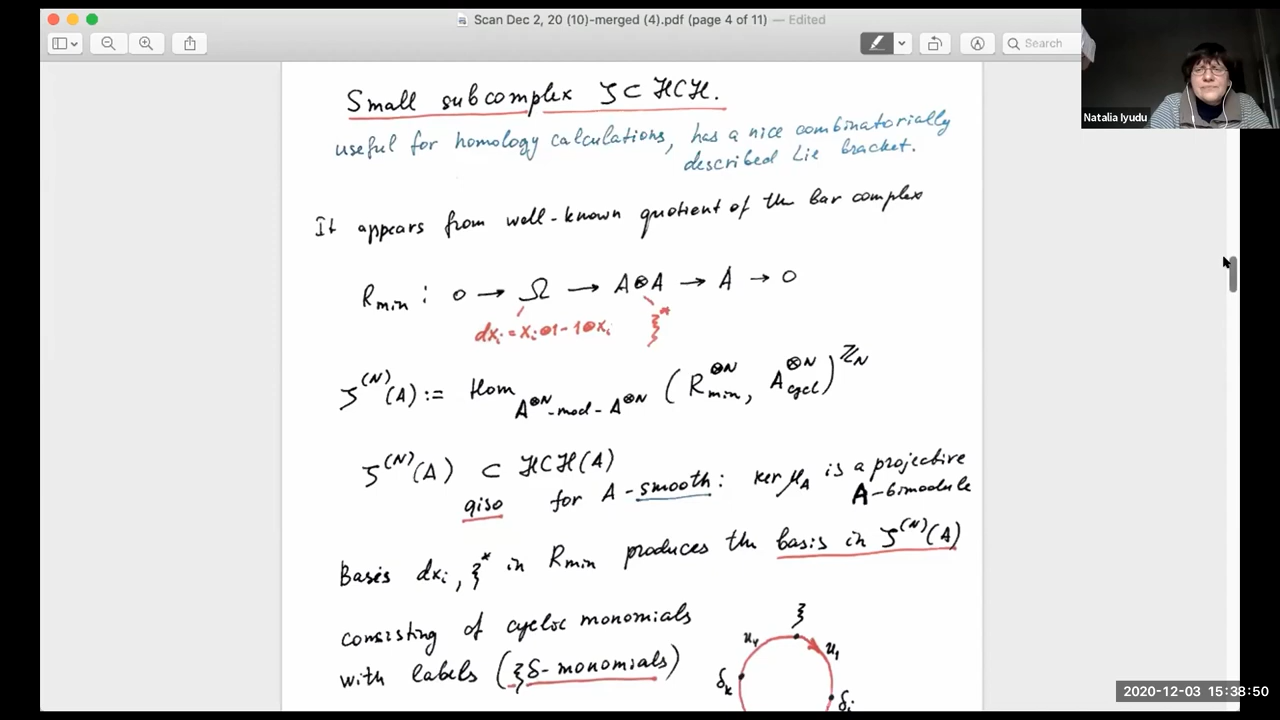 Scan Dec 2, 20 (10)-merged (4).pdf (page 4 of 11) — Edited
Search
Natalia Iyudu
Small subcomplex ζ ⊂ HCH.
useful for homology calculations, has a nice combinatorially
described Lie bracket.
It appears from well-known quotient of the Bar complex
R_min : 0 → Ω → A⊗A → A → 0
dx_i = x_i⊗1 - 1⊗x_i ξ*
ζ^(N)(A) := Hom_{A^⊗N-mod-A^⊗N} (R_min^⊗N, A_cycl^⊗N)^{Z_N}
ζ^(N)(A) ⊂ HCH(A)
qiso for A-smooth: ker μ_A is a projective
A-bimodule
Basis dx_i, ξ* in R_min produces the basis in ζ^(N)(A)
consisting of cyclic monomials
with labels (ξδ-monomials)
ξ
u_r u_1
δ_k δ_i
2020-12-03 15:38:50